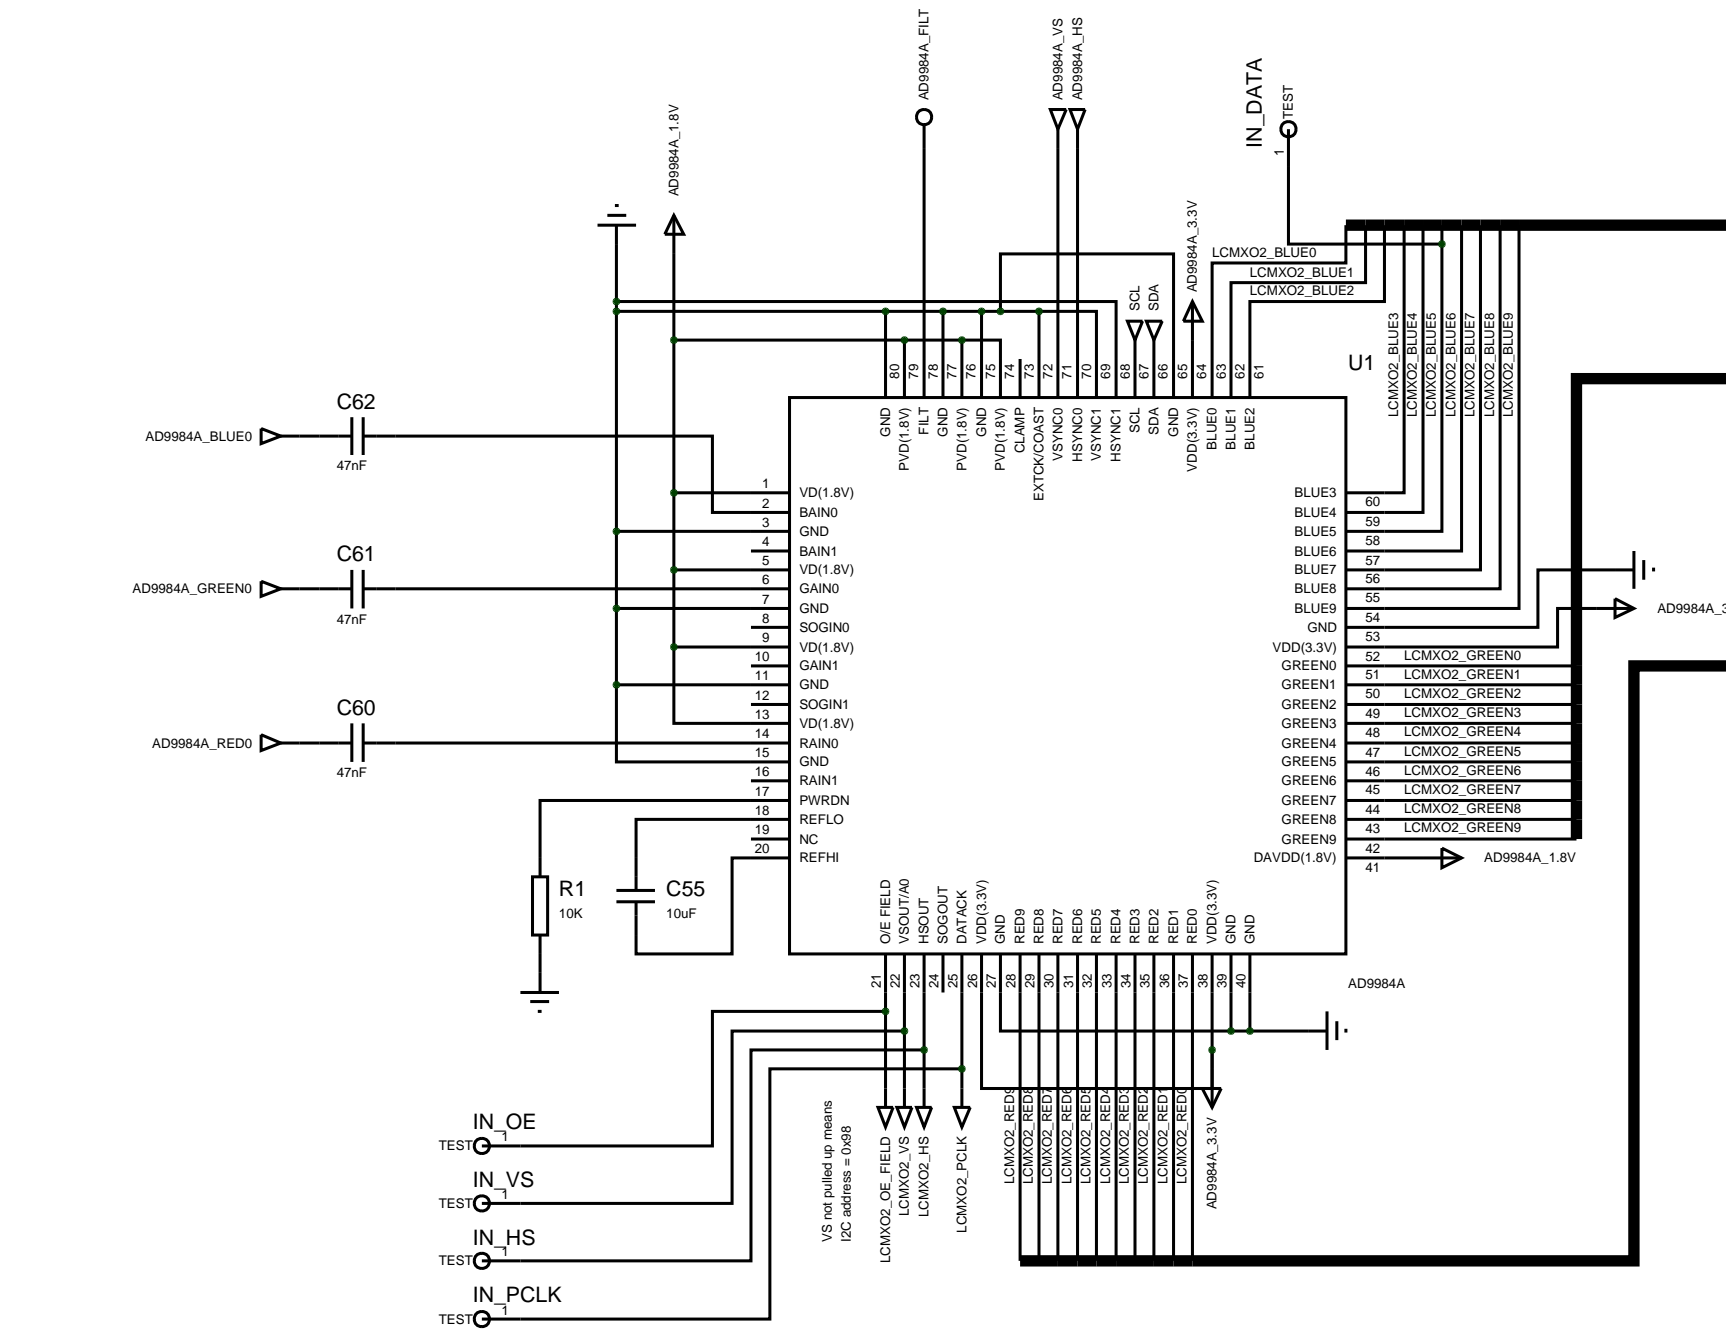 AD9984A_FILT
AD9984A_VS
AD9984A_HS
IN_DATA
TEST
1
AD9984A_1.8V
AD9984A_3.3V
SCL
SDA
LCMXO2_BLUE0
LCMXO2_BLUE1
LCMXO2_BLUE2
LCMXO2_BLUE3
LCMXO2_BLUE4
LCMXO2_BLUE5
LCMXO2_BLUE6
LCMXO2_BLUE7
LCMXO2_BLUE8
LCMXO2_BLUE9
U1
80
79
78
77
76
75
74
73
72
71
70
69
68
67
66
65
64
63
62
61
GND
PVD(1.8V)
FILT
GND
PVD(1.8V)
GND
PVD(1.8V)
CLAMP
EXTCK/COAST
VSYNC0
HSYNC0
VSYNC1
HSYNC1
SCL
SDA
GND
VDD(3.3V)
BLUE0
BLUE1
BLUE2
C62
AD9984A_BLUE0
47nF
C61
AD9984A_GREEN0
47nF
C60
AD9984A_RED0
47nF
1 VD(1.8V)
2 BAIN0
3 GND
4 BAIN1
5 VD(1.8V)
6 GAIN0
7 GND
8 SOGIN0
9 VD(1.8V)
10 GAIN1
11 GND
12 SOGIN1
13 VD(1.8V)
14 RAIN0
15 GND
16 RAIN1
17 PWRDN
18 REFLO
19 NC
20 REFHI
BLUE3 60
BLUE4 59
BLUE5 58
BLUE6 57
BLUE7 56
BLUE8 55
BLUE9 54
GND 53
VDD(3.3V) 52
GREEN0 51
GREEN1 50
GREEN2 49
GREEN3 48
GREEN4 47
GREEN5 46
GREEN6 45
GREEN7 44
GREEN8 43
GREEN9 42
DAVDD(1.8V) 41
AD9984A_3
LCMXO2_GREEN0
LCMXO2_GREEN1
LCMXO2_GREEN2
LCMXO2_GREEN3
LCMXO2_GREEN4
LCMXO2_GREEN5
LCMXO2_GREEN6
LCMXO2_GREEN7
LCMXO2_GREEN8
LCMXO2_GREEN9
AD9984A_1.8V
R1
10K
C55
10uF
O/E FIELD
VSOUT/A0
HSOUT
SOGOUT
DATACK
VDD(3.3V)
GND
RED9
RED8
RED7
RED6
RED5
RED4
RED3
RED2
RED1
RED0
VDD(3.3V)
GND
GND
21
22
23
24
25
26
27
28
29
30
31
32
33
34
35
36
37
38
39
40
AD9984A
VS not pulled up means
I2C address = 0x98
LCMXO2_OE_FIELD
LCMXO2_VS
LCMXO2_HS
LCMXO2_PCLK
LCMXO2_RED9
LCMXO2_RED8
LCMXO2_RED7
LCMXO2_RED6
LCMXO2_RED5
LCMXO2_RED4
LCMXO2_RED3
LCMXO2_RED2
LCMXO2_RED1
LCMXO2_RED0
AD9984A_3.3V
IN_OE
TEST 1
IN_VS
TEST 1
IN_HS
TEST 1
IN_PCLK
TEST 1